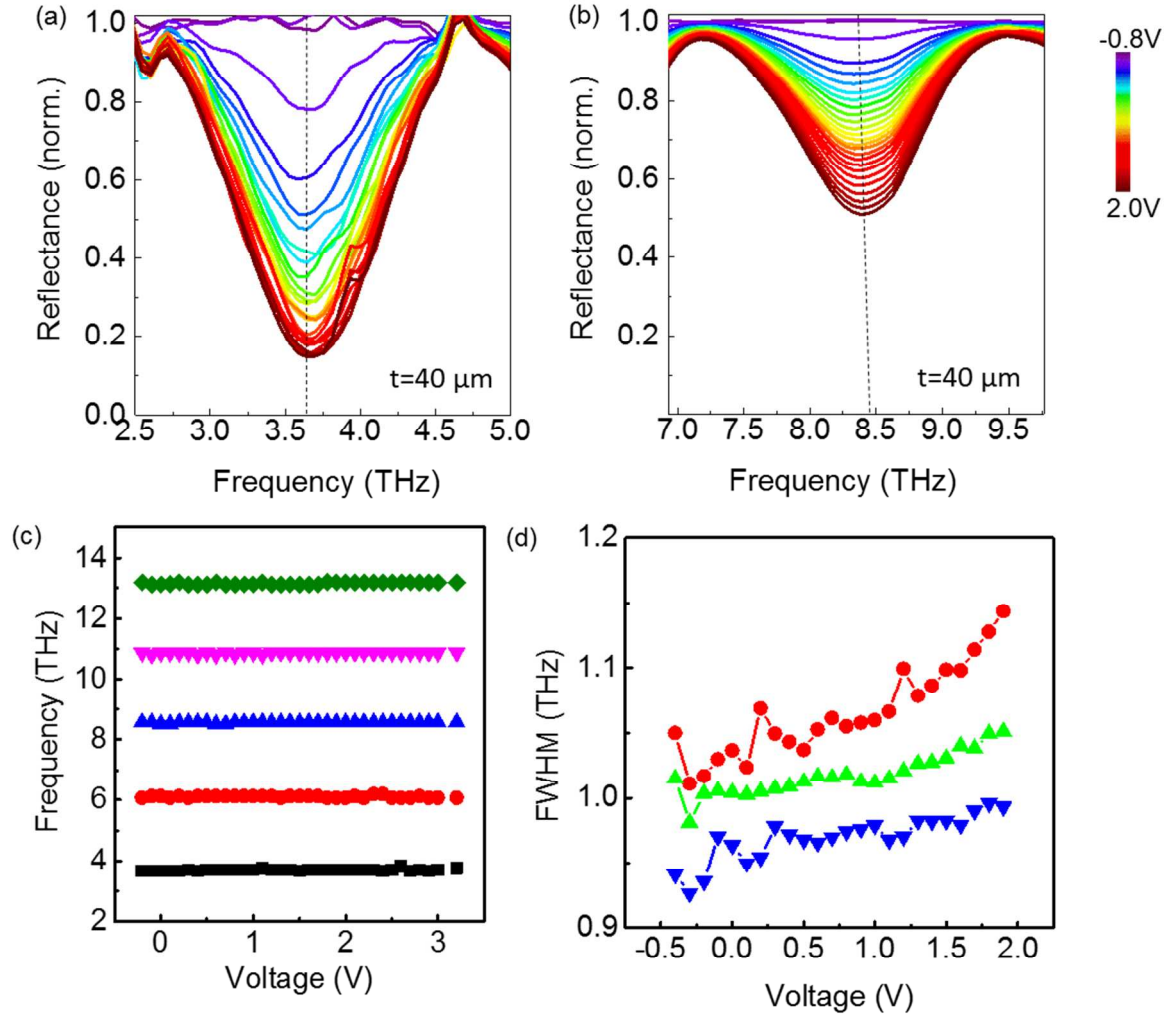 (a)
Reflectance (norm.)
1.0
0.8
0.6
0.4
0.2
0.0
t=40 µm
2.5 3.0 3.5 4.0 4.5 5.0
Frequency (THz)
(b)
Reflectance (norm.)
1.0
0.8
0.6
0.4
0.2
t=40 µm
7.0 7.5 8.0 8.5 9.0 9.5
Frequency (THz)
-0.8V
2.0V
(c)
Frequency (THz)
14
12
10
8
6
4
2
0 1 2 3
Voltage (V)
(d)
FWHM (THz)
1.2
1.1
1.0
0.9
-0.5 0.0 0.5 1.0 1.5 2.0
Voltage (V)